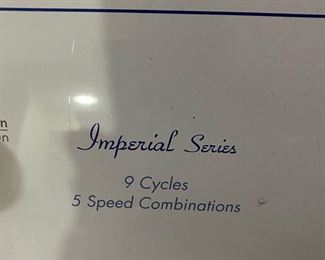 Imperial Series
9 Cycles
5 Speed Combinations